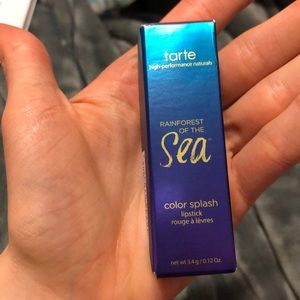 tarte
high-performance naturals
RAINFOREST
OF THE
Sea
color splash
lipstick
rouge à lèvres
net wt 3.4 g / 0.12 Oz.